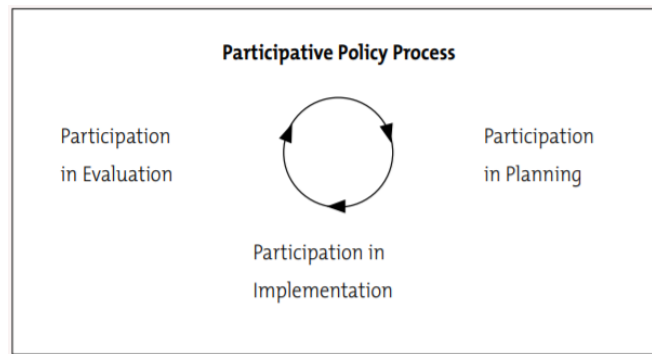 Participative Policy Process
Participation
in Evaluation
Participation
in Planning
Participation in
Implementation